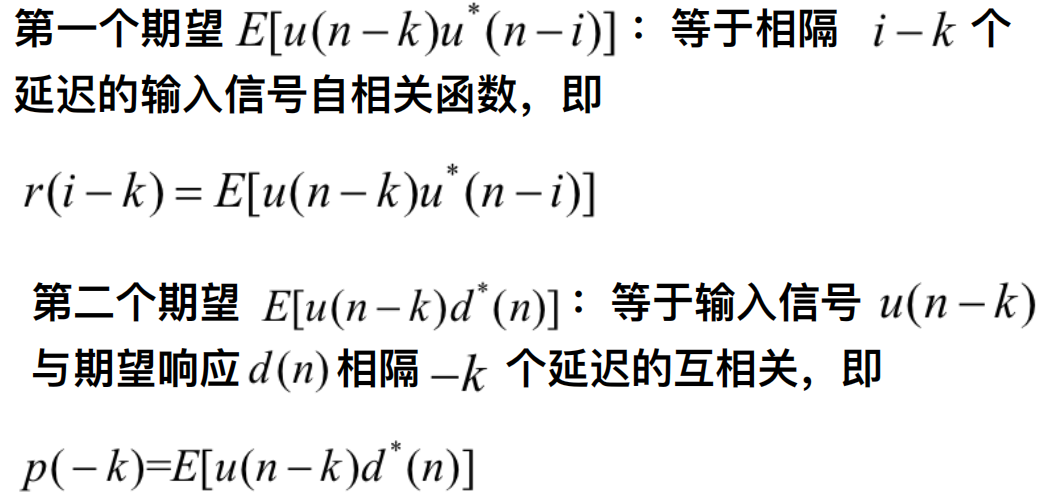 第一个期望 E[u(n−k)u*(n−i)]：等于相隔 i−k 个
延迟的输入信号自相关函数，即
r(i−k)=E[u(n−k)u*(n−i)]
第二个期望 E[u(n−k)d*(n)]：等于输入信号 u(n−k)
与期望响应d(n)相隔−k 个延迟的互相关，即
p(−k)=E[u(n−k)d*(n)]